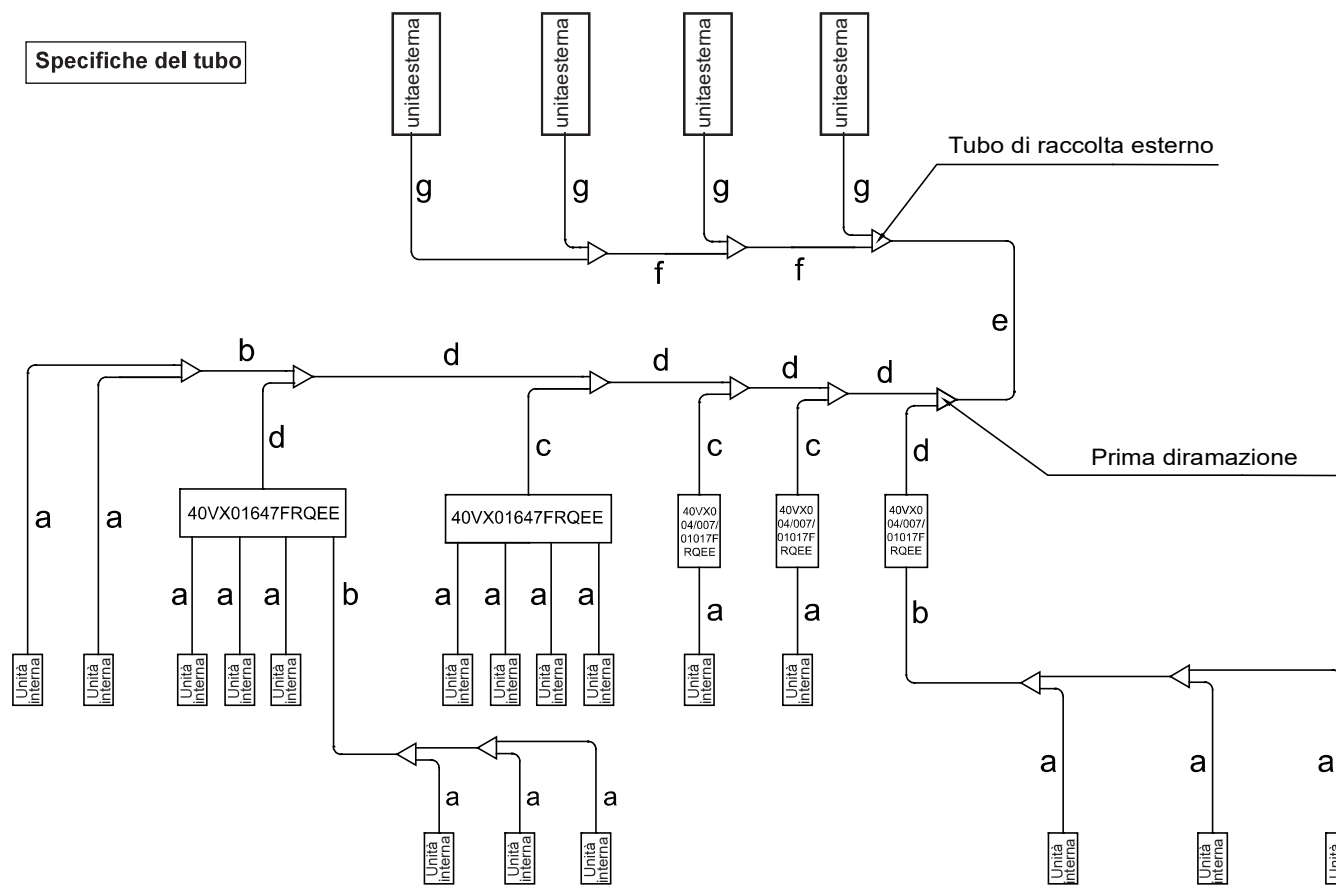 Specifiche del tubo
unitaesterna
unitaesterna
unitaesterna
unitaesterna
Tubo di raccolta esterno
g
g
g
g
f
f
e
b
d
d
d
d
d
c
c
c
d
Prima diramazione
a
a
40VX01647FRQEE
40VX01647FRQEE
40VX0
04/007/
01017F
RQEE
40VX0
04/007/
01017F
RQEE
40VX0
04/007/
01017F
RQEE
a
a
a
b
a
a
a
a
a
a
b
Unità
interna
Unità
interna
Unità
interna
Unità
interna
Unità
interna
Unità
interna
Unità
interna
Unità
interna
Unità
interna
Unità
interna
Unità
interna
a
a
a
a
a
a
Unità
interna
Unità
interna
Unità
interna
Unità
interna
Unità
interna
Unità